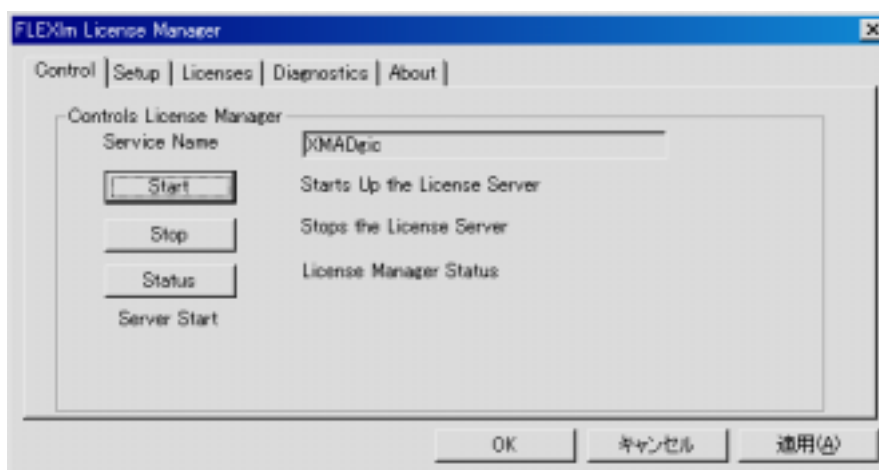 FLEXlm License Manager
Control Setup Licenses Diagnostics About
Controls License Manager
Service Name XMADgic
Start Starts Up the License Server
Stop Stops the License Server
Status License Manager Status
Server Start
OK キャンセル 適用(A)